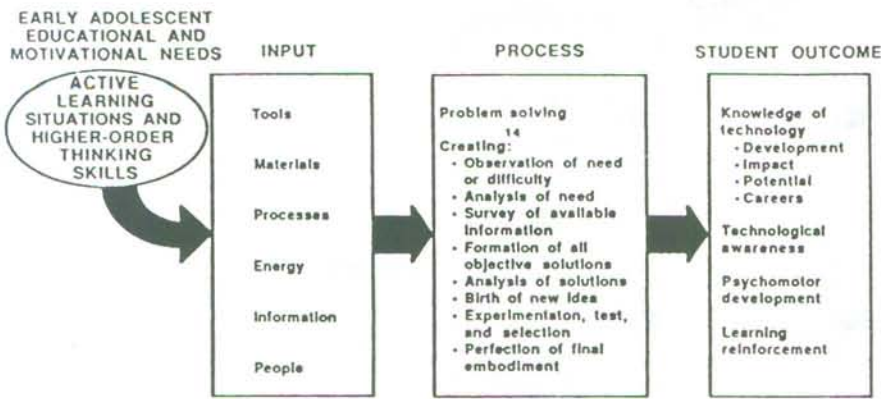 EARLY ADOLESCENT
EDUCATIONAL AND
MOTIVATIONAL NEEDS
ACTIVE
LEARNING
SITUATIONS AND
HIGHER-ORDER
THINKING
SKILLS
INPUT
Tools
Materials
Processes
Energy
Information
People
PROCESS
Problem solving
14
Creating:
• Observation of need
or difficulty
• Analysis of need
• Survey of available
information
• Formation of all
objective solutions
• Analysis of solutions
• Birth of new idea
• Experimentaton, test,
and selection
• Perfection of final
embodiment
STUDENT OUTCOME
Knowledge of
technology
• Development
• Impact
• Potential
• Careers
Technological
awareness
Psychomotor
development
Learning
reinforcement